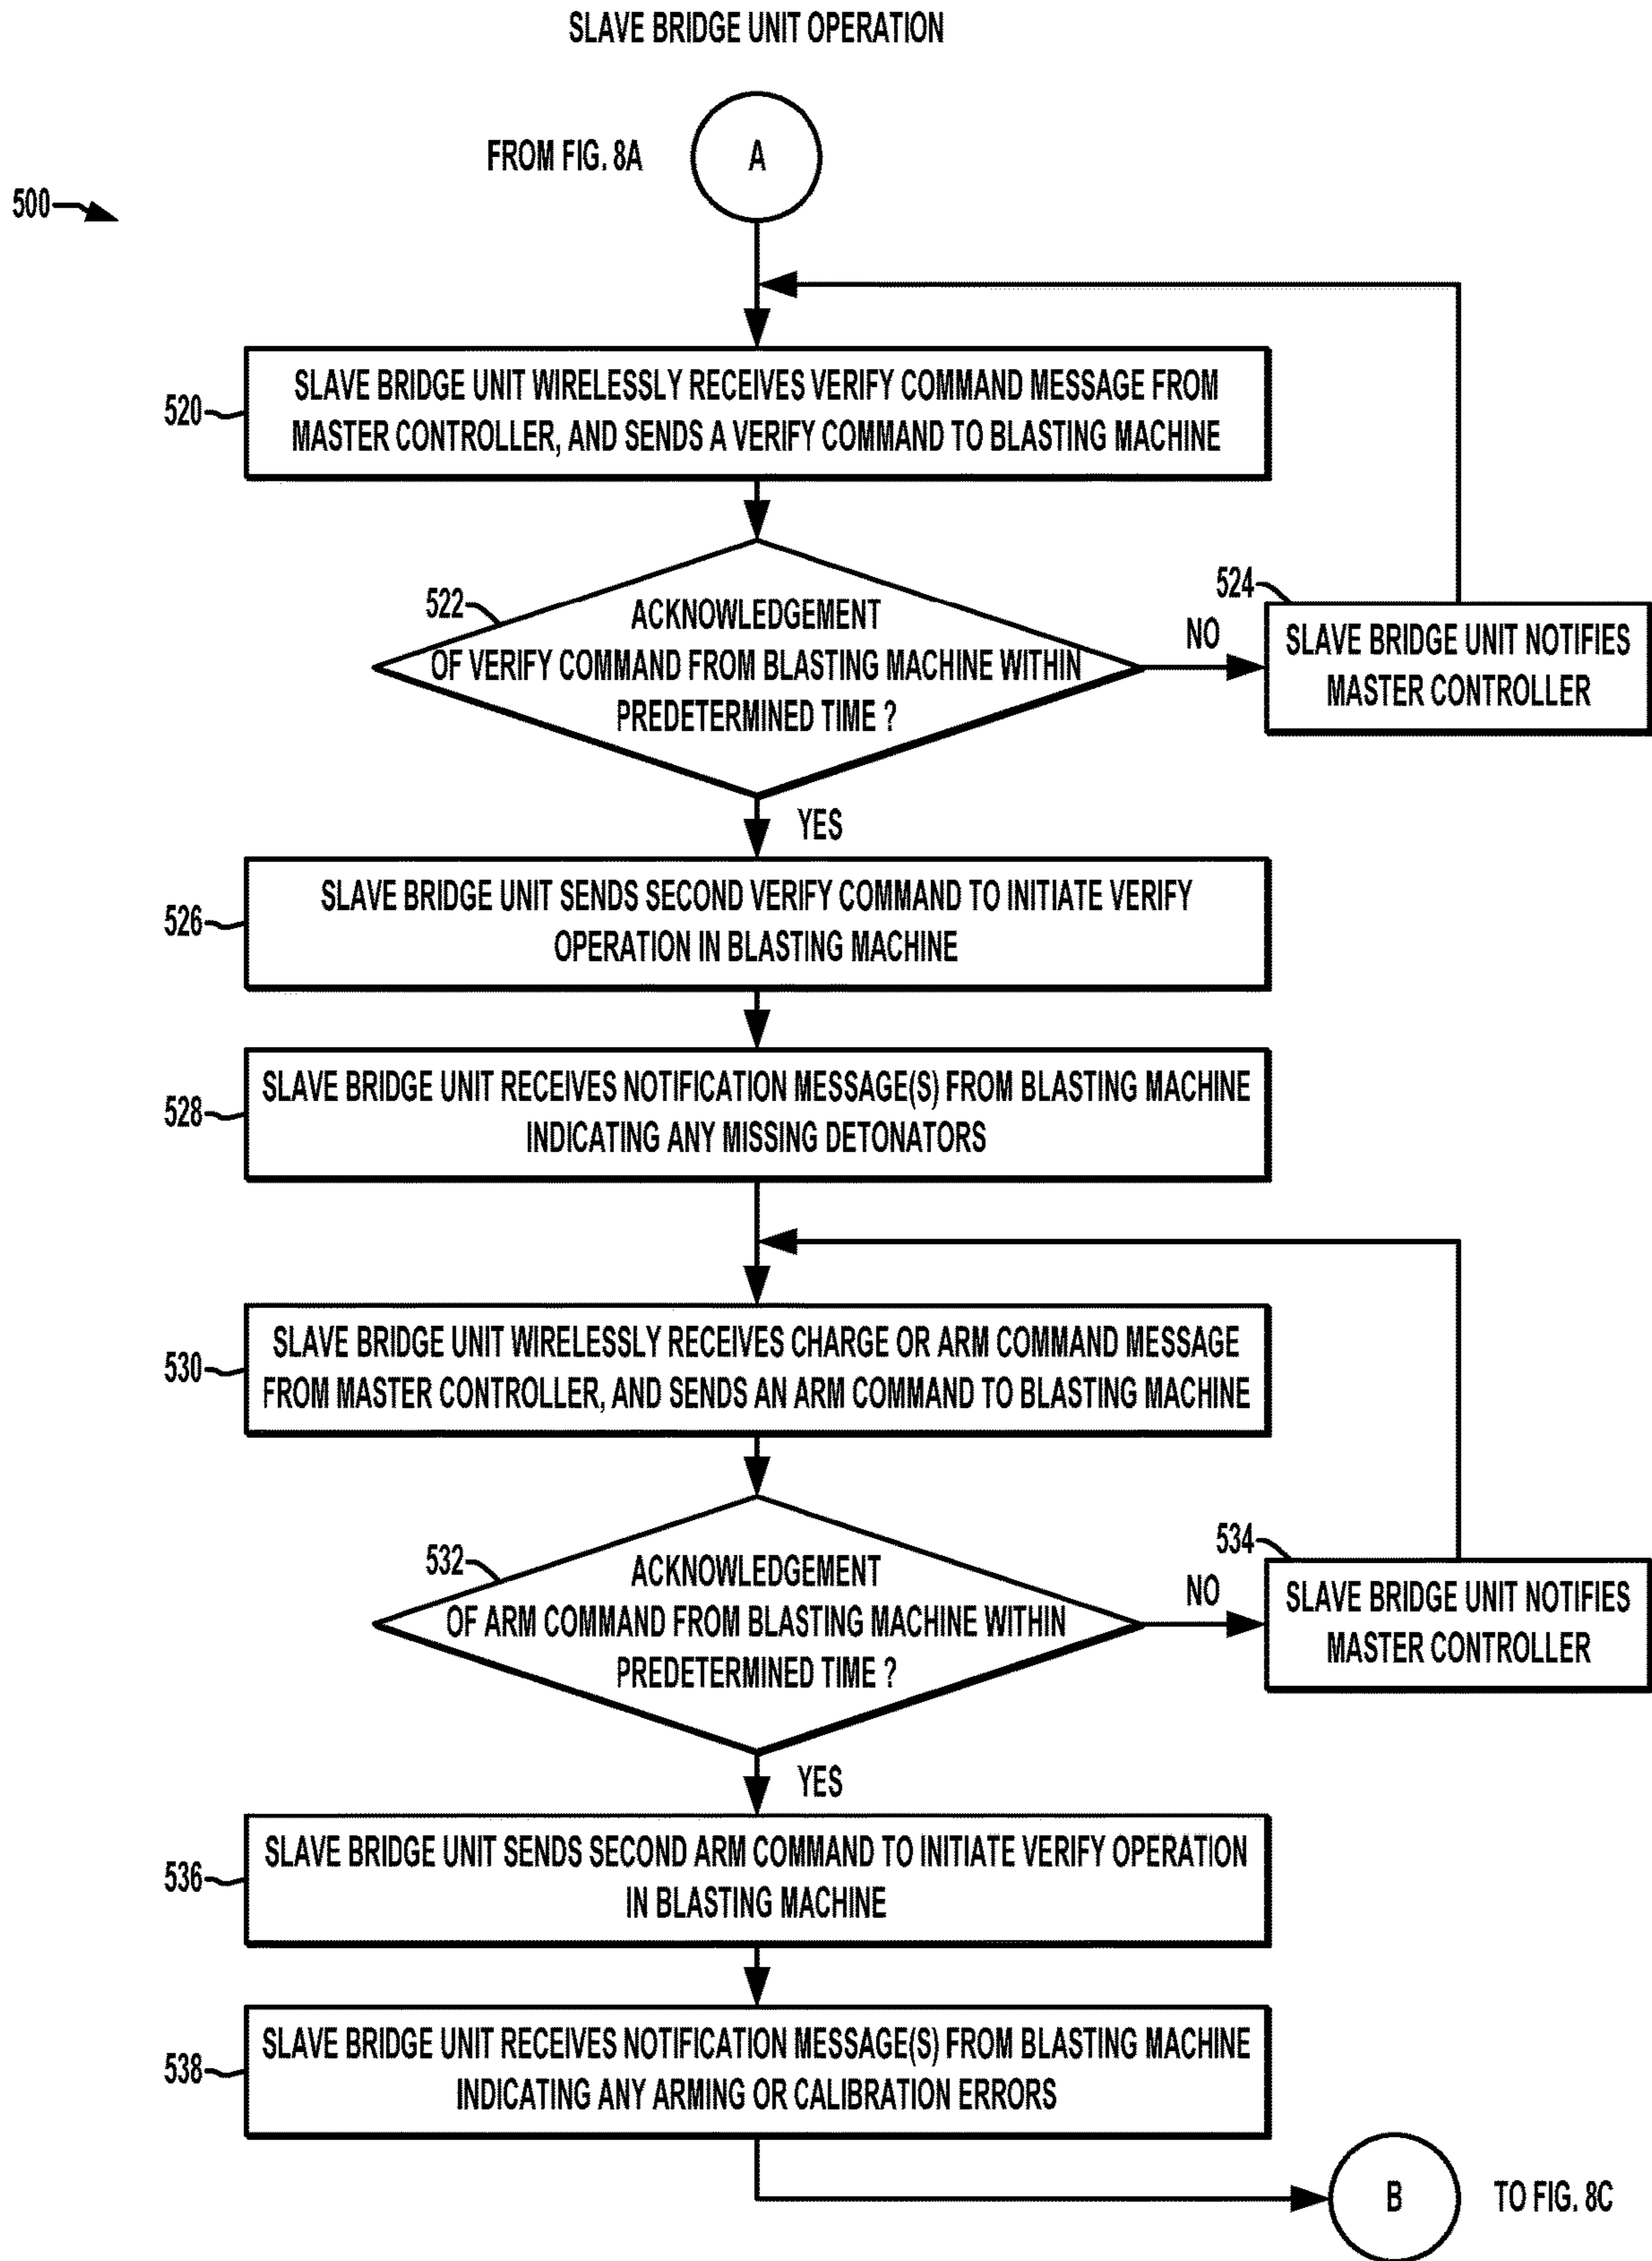 SLAVE BRIDGE UNIT OPERATION
FROM FIG. 8A
A
500
520
SLAVE BRIDGE UNIT WIRELESSLY RECEIVES VERIFY COMMAND MESSAGE FROM
MASTER CONTROLLER, AND SENDS A VERIFY COMMAND TO BLASTING MACHINE
522
ACKNOWLEDGEMENT
OF VERIFY COMMAND FROM BLASTING MACHINE WITHIN
PREDETERMINED TIME ?
NO
524
SLAVE BRIDGE UNIT NOTIFIES
MASTER CONTROLLER
YES
526
SLAVE BRIDGE UNIT SENDS SECOND VERIFY COMMAND TO INITIATE VERIFY
OPERATION IN BLASTING MACHINE
528
SLAVE BRIDGE UNIT RECEIVES NOTIFICATION MESSAGE(S) FROM BLASTING MACHINE
INDICATING ANY MISSING DETONATORS
530
SLAVE BRIDGE UNIT WIRELESSLY RECEIVES CHARGE OR ARM COMMAND MESSAGE
FROM MASTER CONTROLLER, AND SENDS AN ARM COMMAND TO BLASTING MACHINE
532
ACKNOWLEDGEMENT
OF ARM COMMAND FROM BLASTING MACHINE WITHIN
PREDETERMINED TIME ?
NO
534
SLAVE BRIDGE UNIT NOTIFIES
MASTER CONTROLLER
YES
536
SLAVE BRIDGE UNIT SENDS SECOND ARM COMMAND TO INITIATE VERIFY OPERATION
IN BLASTING MACHINE
538
SLAVE BRIDGE UNIT RECEIVES NOTIFICATION MESSAGE(S) FROM BLASTING MACHINE
INDICATING ANY ARMING OR CALIBRATION ERRORS
B
TO FIG. 8C